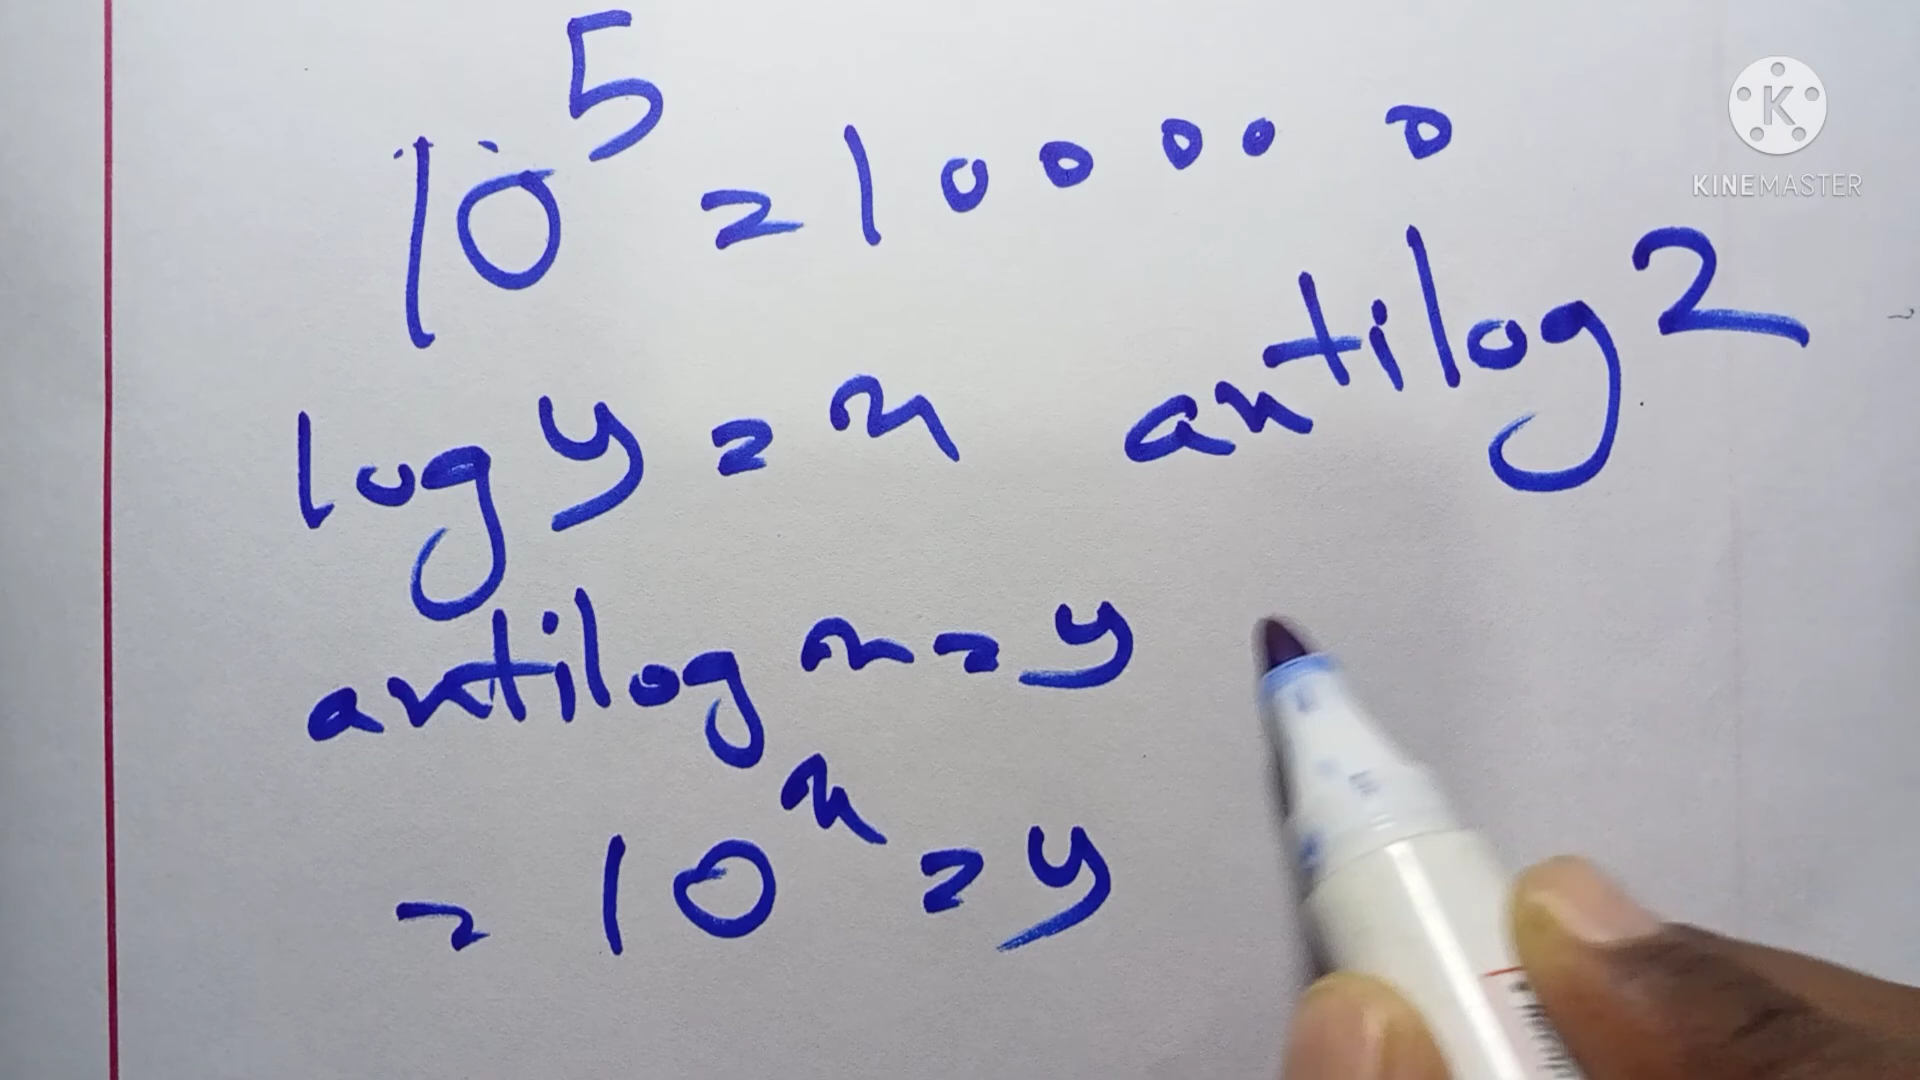 10⁵ = 100000
log y = x antilog 2
antilog x = y
= 10ˣ = y
K
KINEMASTER